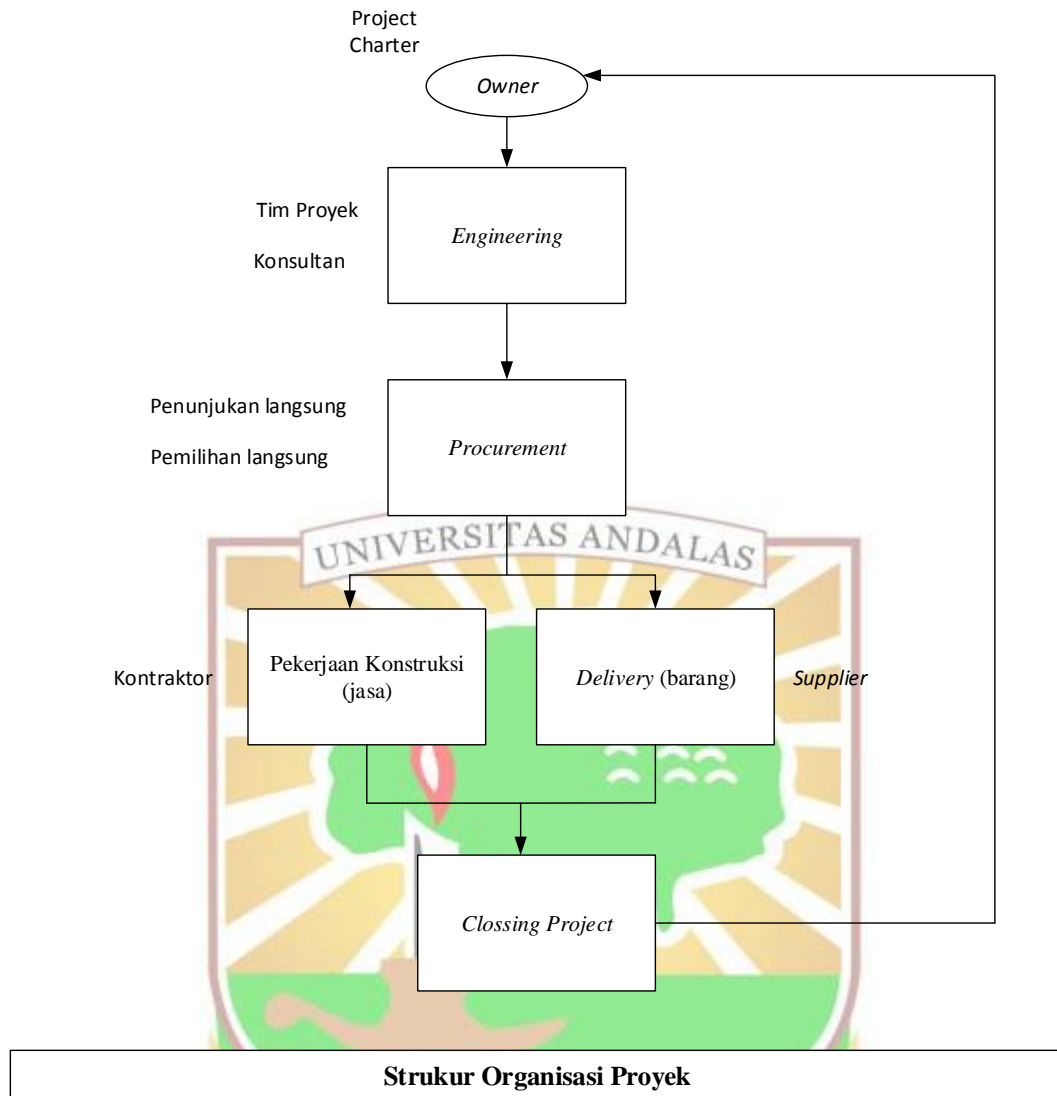 Project
Charter
Owner
Tim Proyek
Engineering
Konsultan
Penunjukan langsung
Procurement
Pemilihan langsung
UNIVERSITAS ANDALAS
Kontraktor
Pekerjaan Konstruksi
(jasa)
Delivery (barang)
Supplier
Clossing Project
Strukur Organisasi Proyek